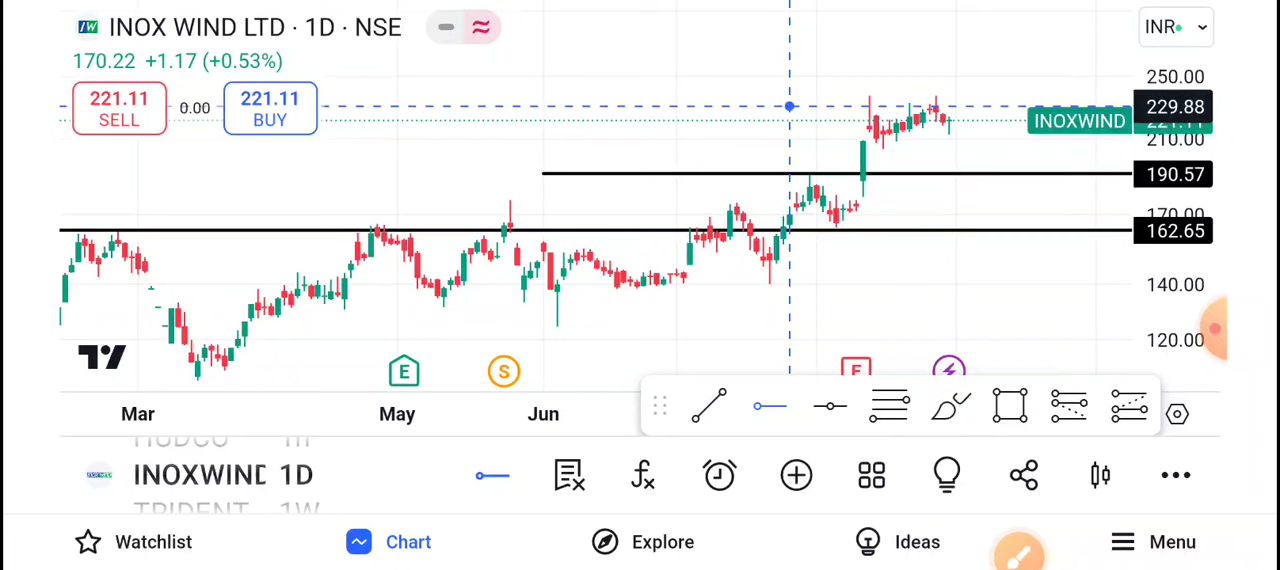 INOX WIND LTD · 1D · NSE
INR
170.22 +1.17 (+0.53%)
221.11 SELL
0.00
221.11 BUY
250.00
229.88
INOXWIND
221.11
210.00
190.57
170.00
162.65
140.00
120.00
E
S
E
Mar
May
Jun
HUDCO 1H
INOXWIND 1D
TRIDENT 1W
Watchlist
Chart
Explore
Ideas
Menu